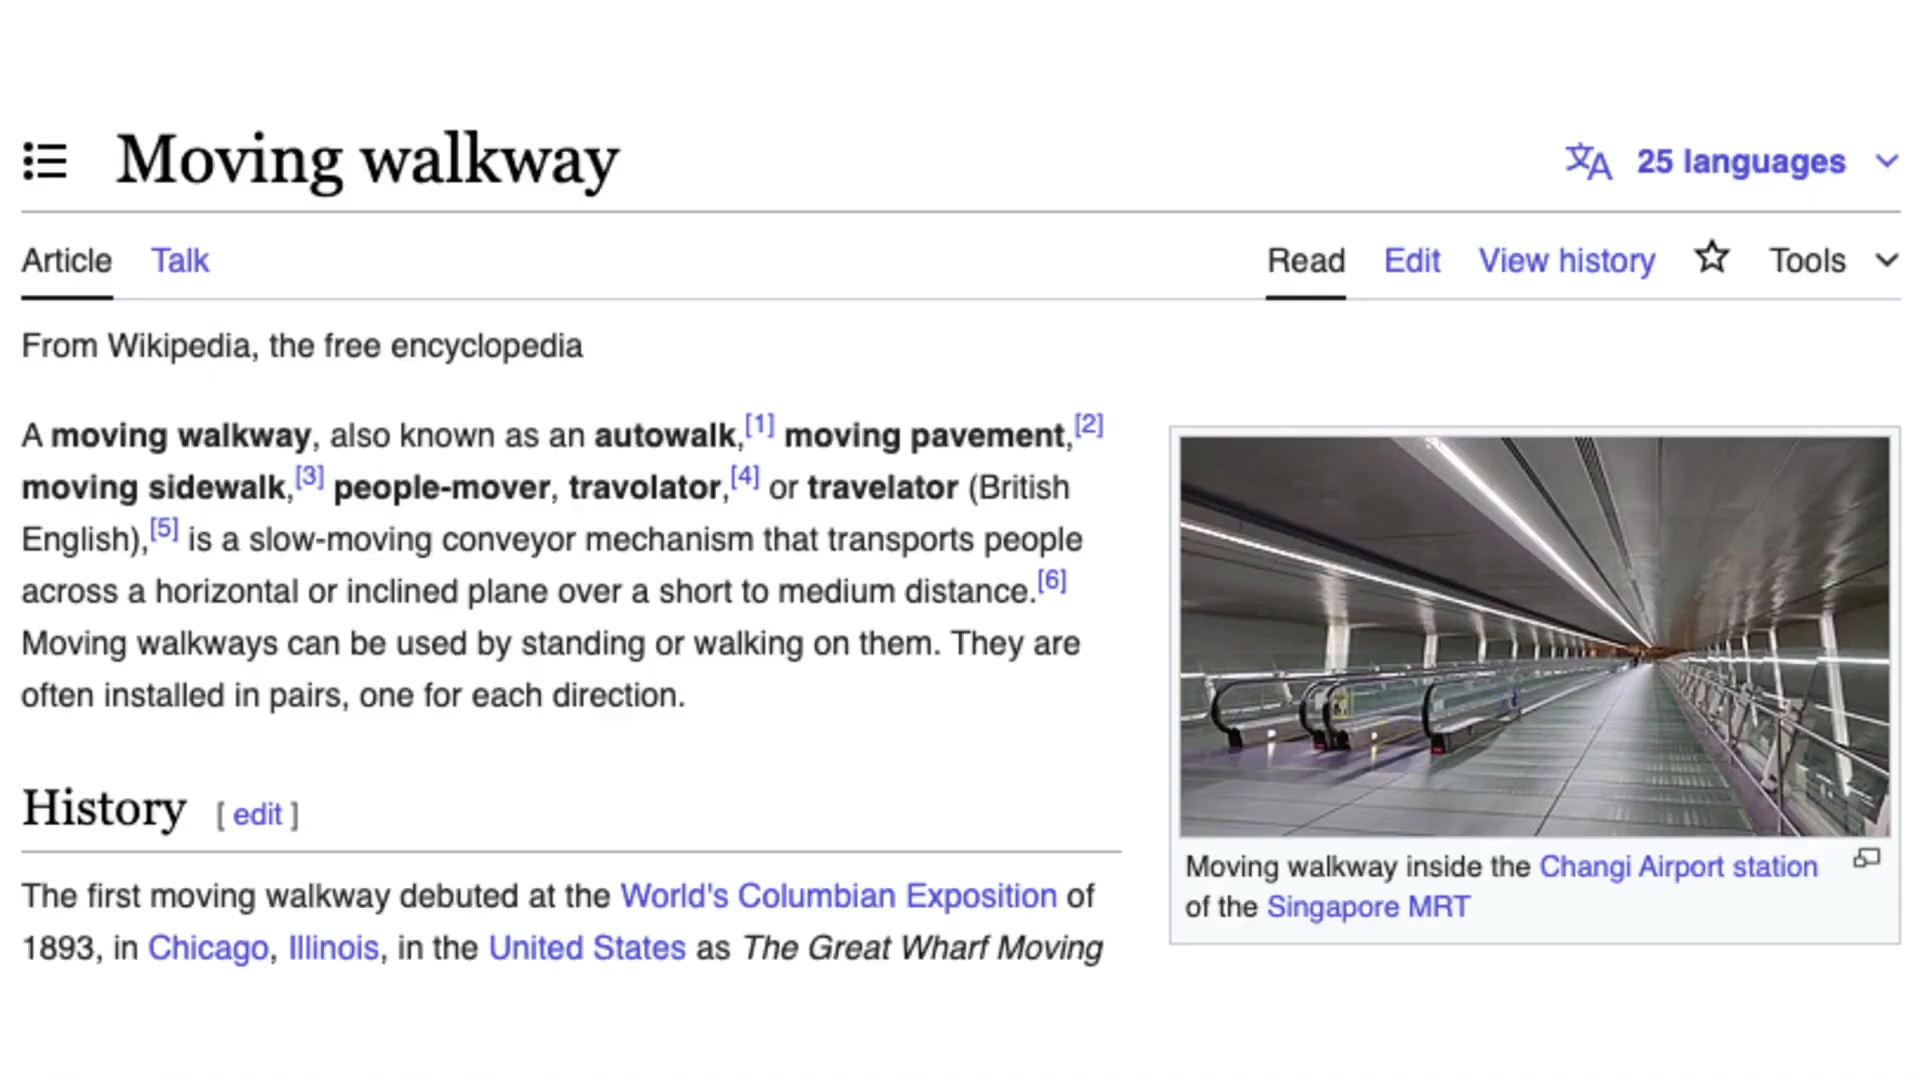 Moving walkway
25 languages
Article Talk Read Edit View history Tools
From Wikipedia, the free encyclopedia
A moving walkway, also known as an autowalk,[1] moving pavement,[2]
moving sidewalk,[3] people-mover, travolator,[4] or travelator (British
English),[5] is a slow-moving conveyor mechanism that transports people
across a horizontal or inclined plane over a short to medium distance.[6]
Moving walkways can be used by standing or walking on them. They are
often installed in pairs, one for each direction.
Moving walkway inside the Changi Airport station
of the Singapore MRT
History [ edit ]
The first moving walkway debuted at the World's Columbian Exposition of
1893, in Chicago, Illinois, in the United States as The Great Wharf Moving